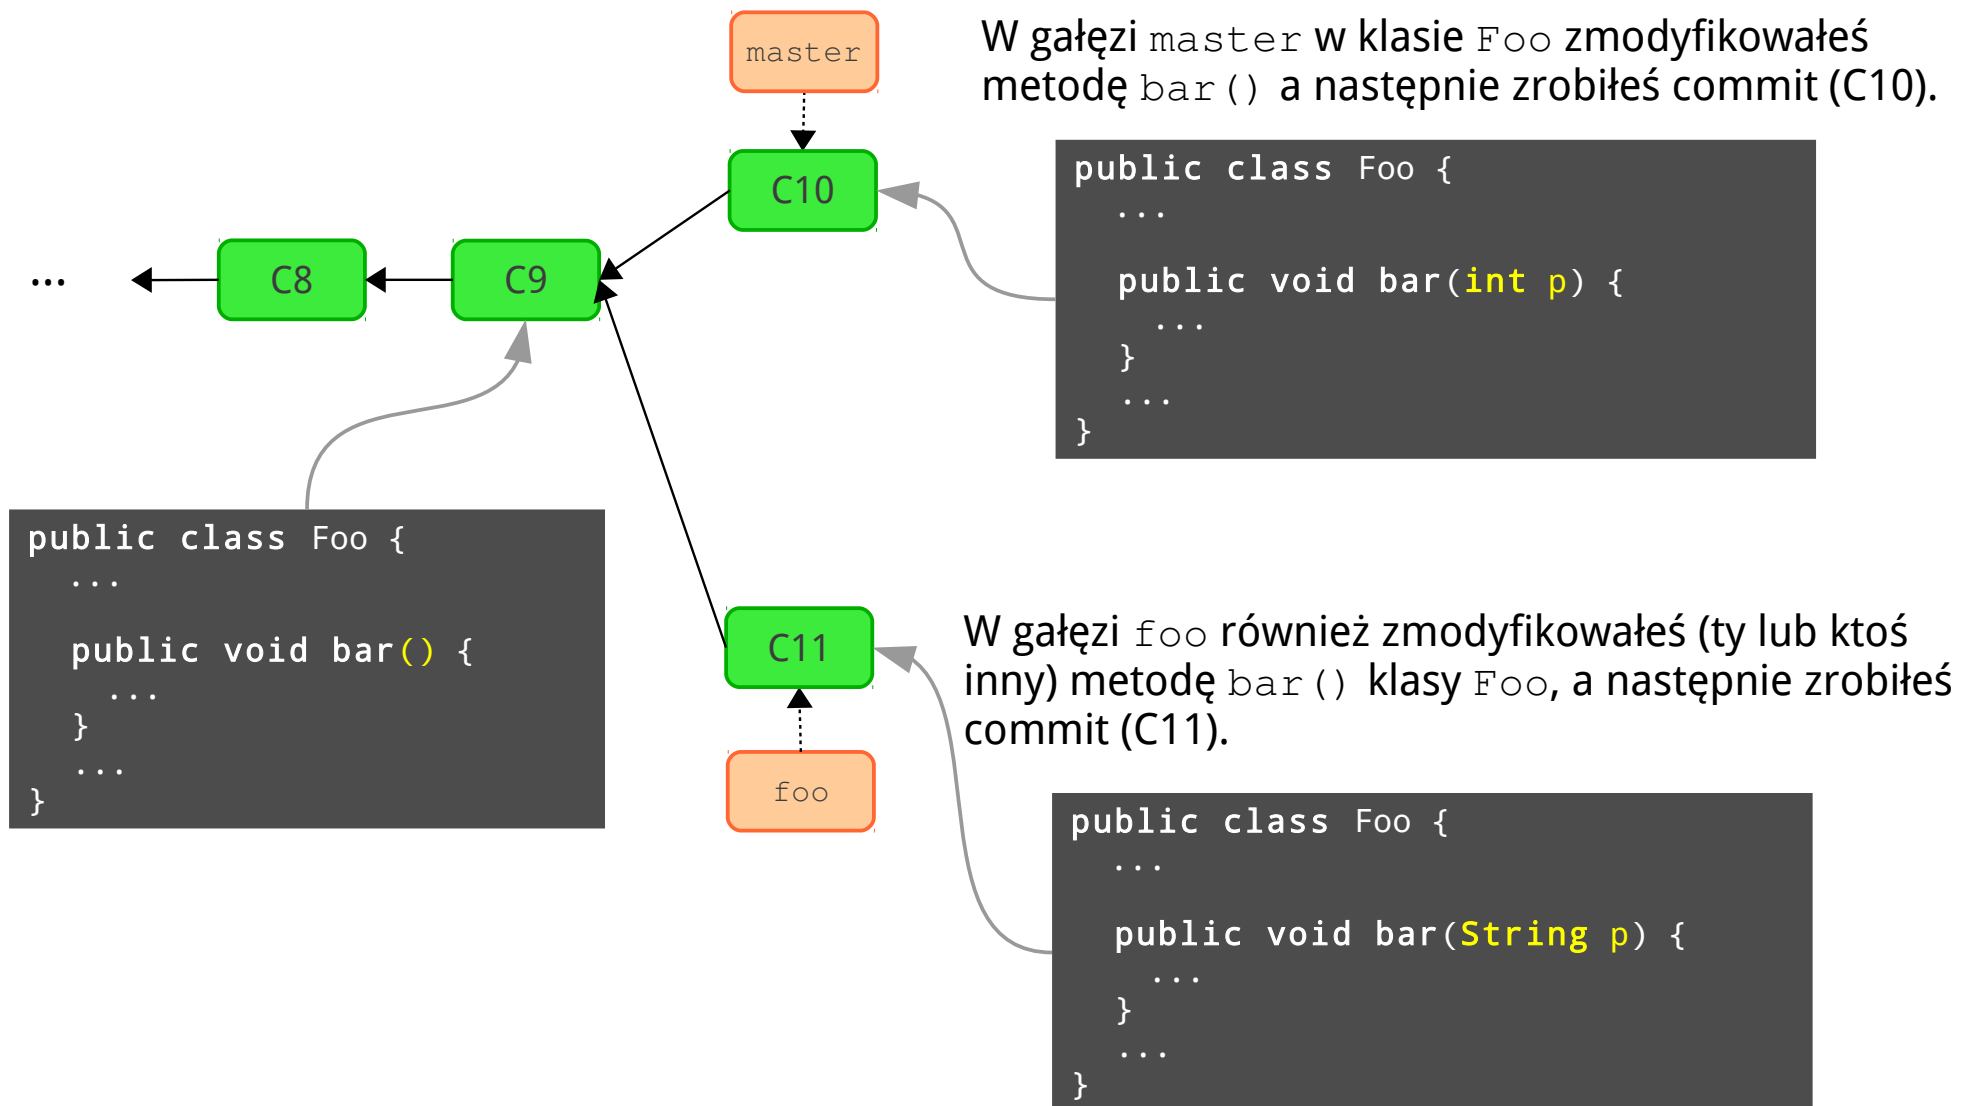 master
W gałęzi master w klasie Foo zmodyfikowałeś
metodę bar() a następnie zrobiłeś commit (C10).
C10
public class Foo {
...
public void bar(int p) {
...
}
...
}
...
C8
C9
public class Foo {
...
public void bar() {
...
}
...
}
C11
foo
W gałęzi foo również zmodyfikowałeś (ty lub ktoś
inny) metodę bar() klasy Foo, a następnie zrobiłeś
commit (C11).
public class Foo {
...
public void bar(String p) {
...
}
...
}